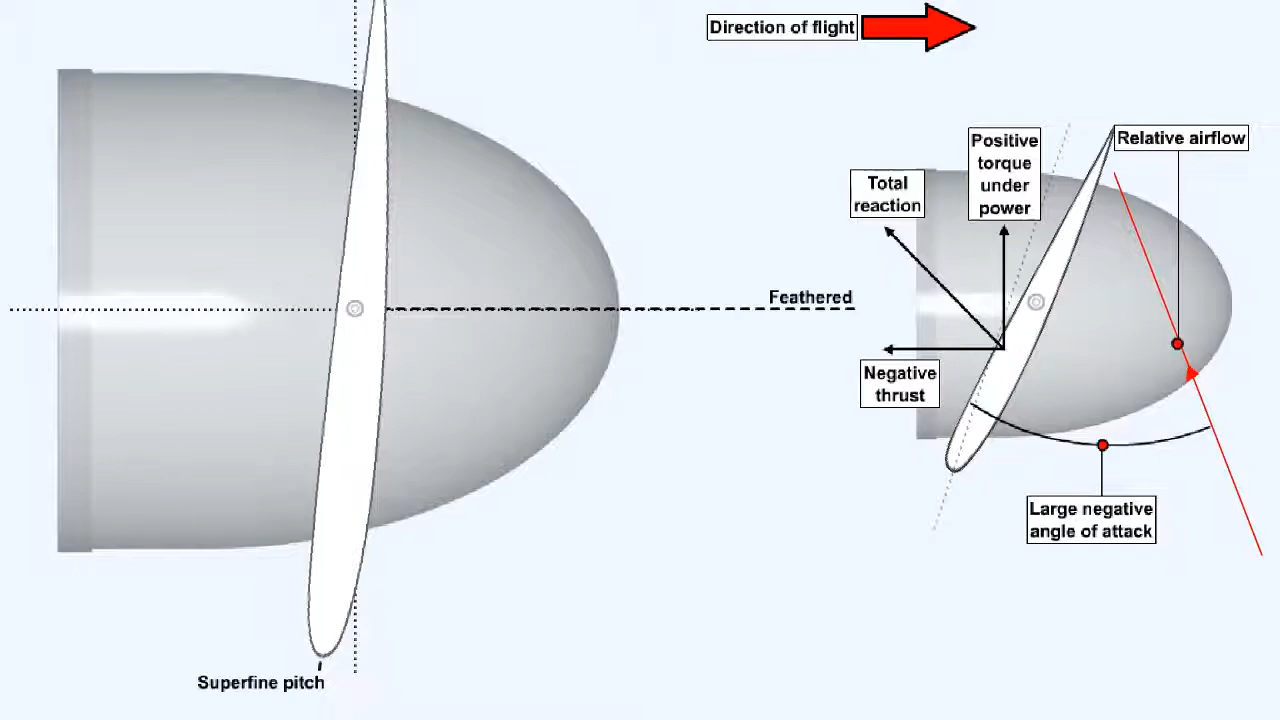 Direction of flight
Positive
torque
under
power
Relative airflow
Total
reaction
Feathered
Negative
thrust
Large negative
angle of attack
Superfine pitch